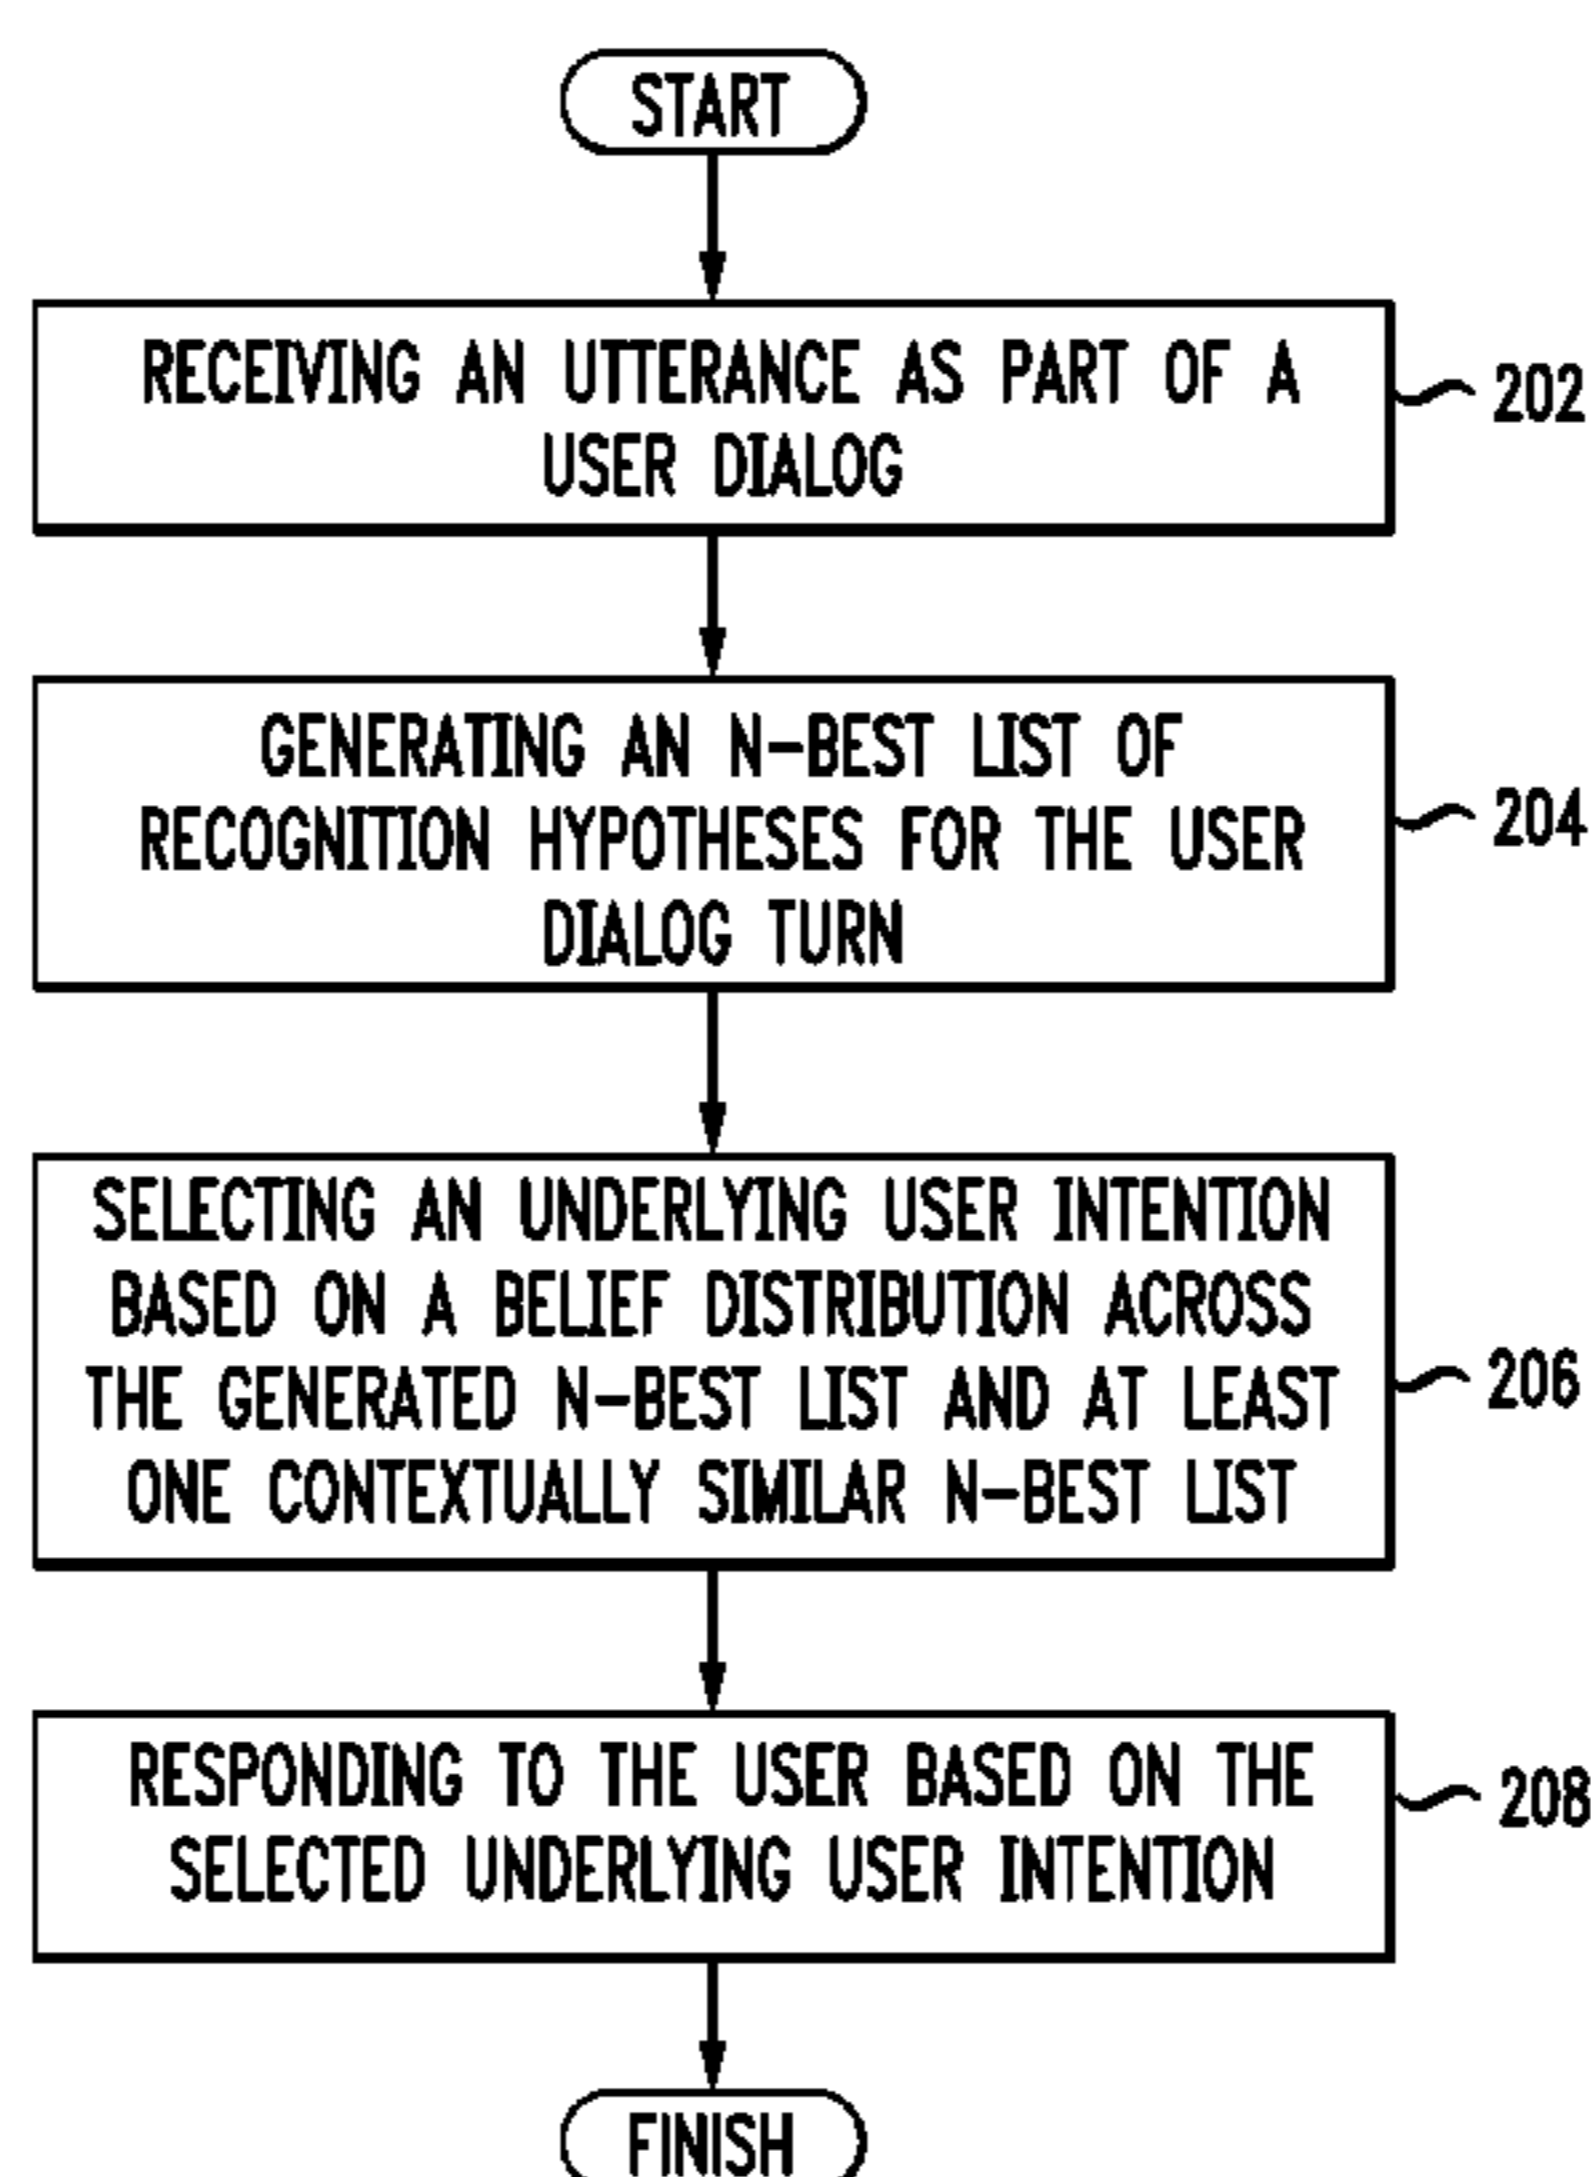 START
RECEIVING AN UTTERANCE AS PART OF A
USER DIALOG
202
GENERATING AN N-BEST LIST OF
RECOGNITION HYPOTHESES FOR THE USER
DIALOG TURN
204
SELECTING AN UNDERLYING USER INTENTION
BASED ON A BELIEF DISTRIBUTION ACROSS
THE GENERATED N-BEST LIST AND AT LEAST
ONE CONTEXTUALLY SIMILAR N-BEST LIST
206
RESPONDING TO THE USER BASED ON THE
SELECTED UNDERLYING USER INTENTION
208
FINISH